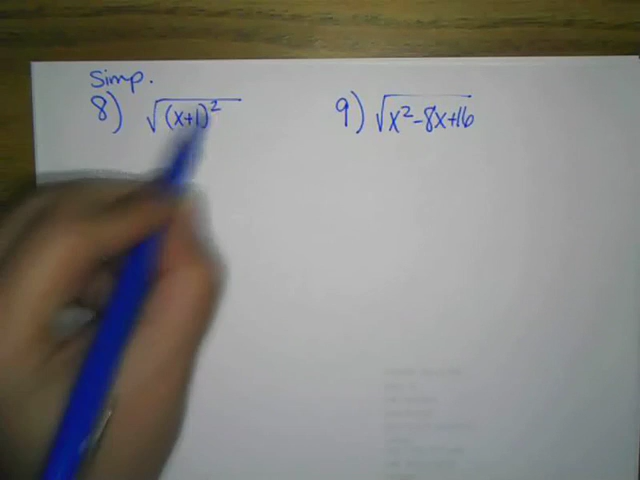 Simp.
8) √(x+1)² 9) √x²-8x+16